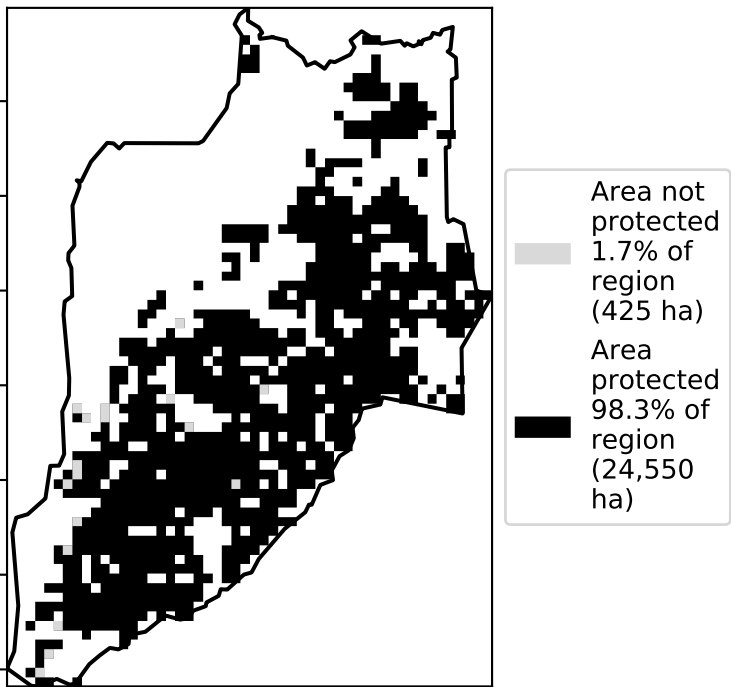 Area not
protected
1.7% of
region
(425 ha)
Area
protected
98.3% of
region
(24,550
ha)